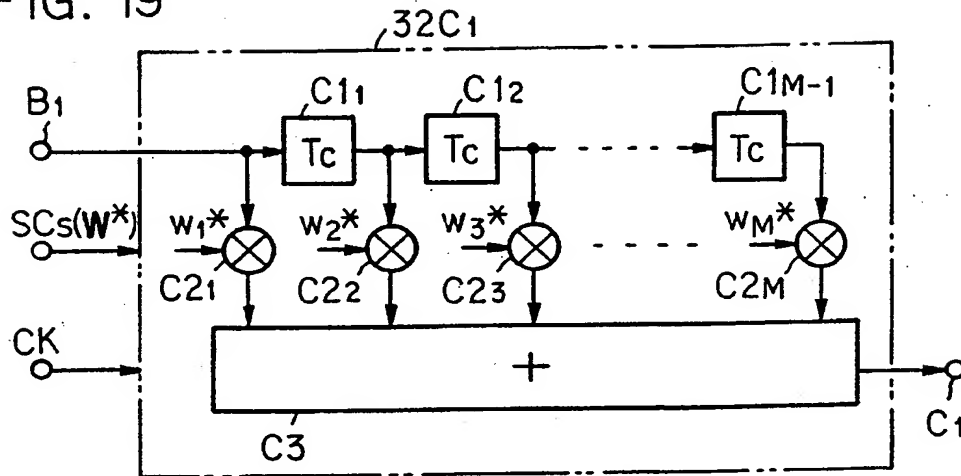 FIG. 19
32C1
B1
C11
C12
C1M-1
Tc
Tc
Tc
SCs(W*)
w1*
w2*
w3*
wM*
C21
C22
C23
C2M
CK
+
C3
C1